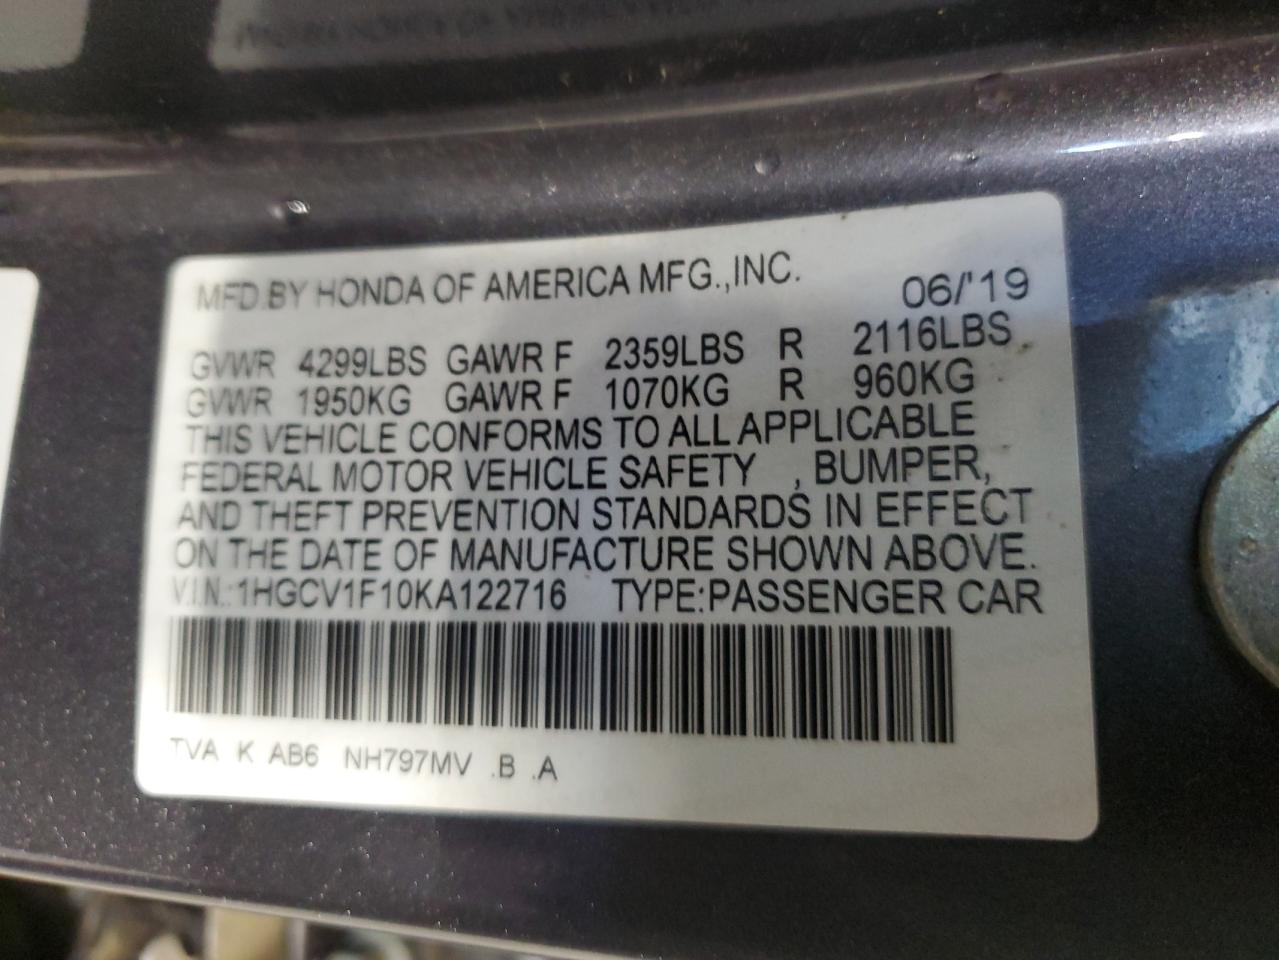 MFD.BY HONDA OF AMERICA MFG.,INC. 06/'19
GVWR 4299LBS GAWR F 2359LBS R 2116LBS
GVWR 1950KG GAWR F 1070KG R 960KG
THIS VEHICLE CONFORMS TO ALL APPLICABLE
FEDERAL MOTOR VEHICLE SAFETY , BUMPER,
AND THEFT PREVENTION STANDARDS IN EFFECT
ON THE DATE OF MANUFACTURE SHOWN ABOVE.
V.I.N.:1HGCV1F10KA122716 TYPE:PASSENGER CAR
TVA K AB6 NH797MV .B .A